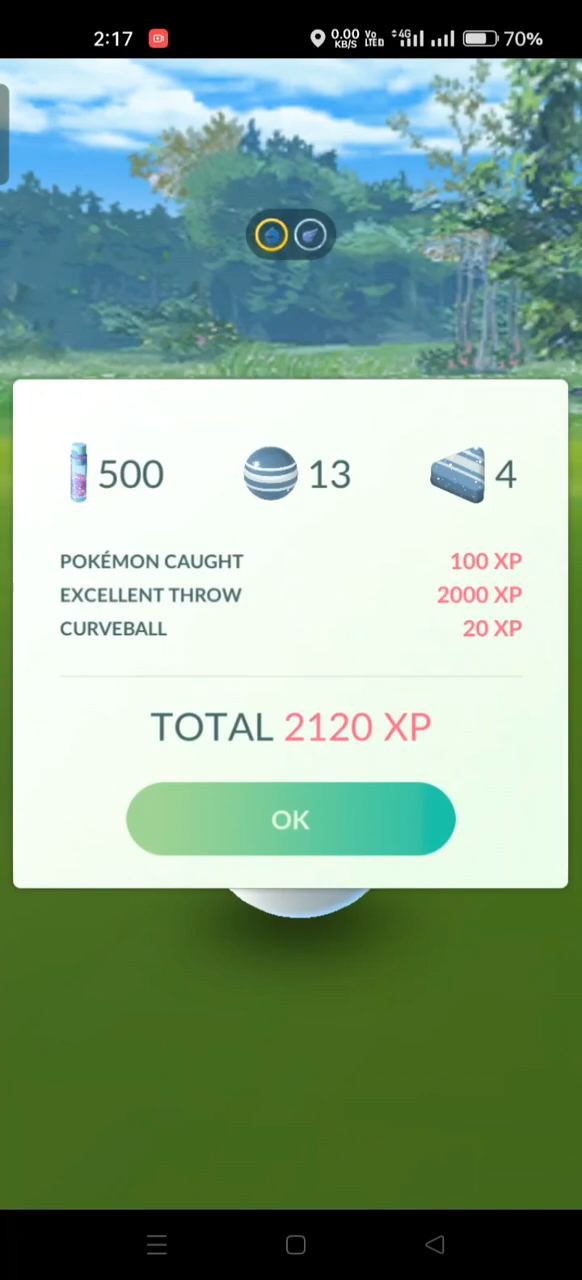 2:17 0.00 KB/S Vo LTE D 4G 70%
500 13 4
POKÉMON CAUGHT 100 XP
EXCELLENT THROW 2000 XP
CURVEBALL 20 XP
TOTAL 2120 XP
OK